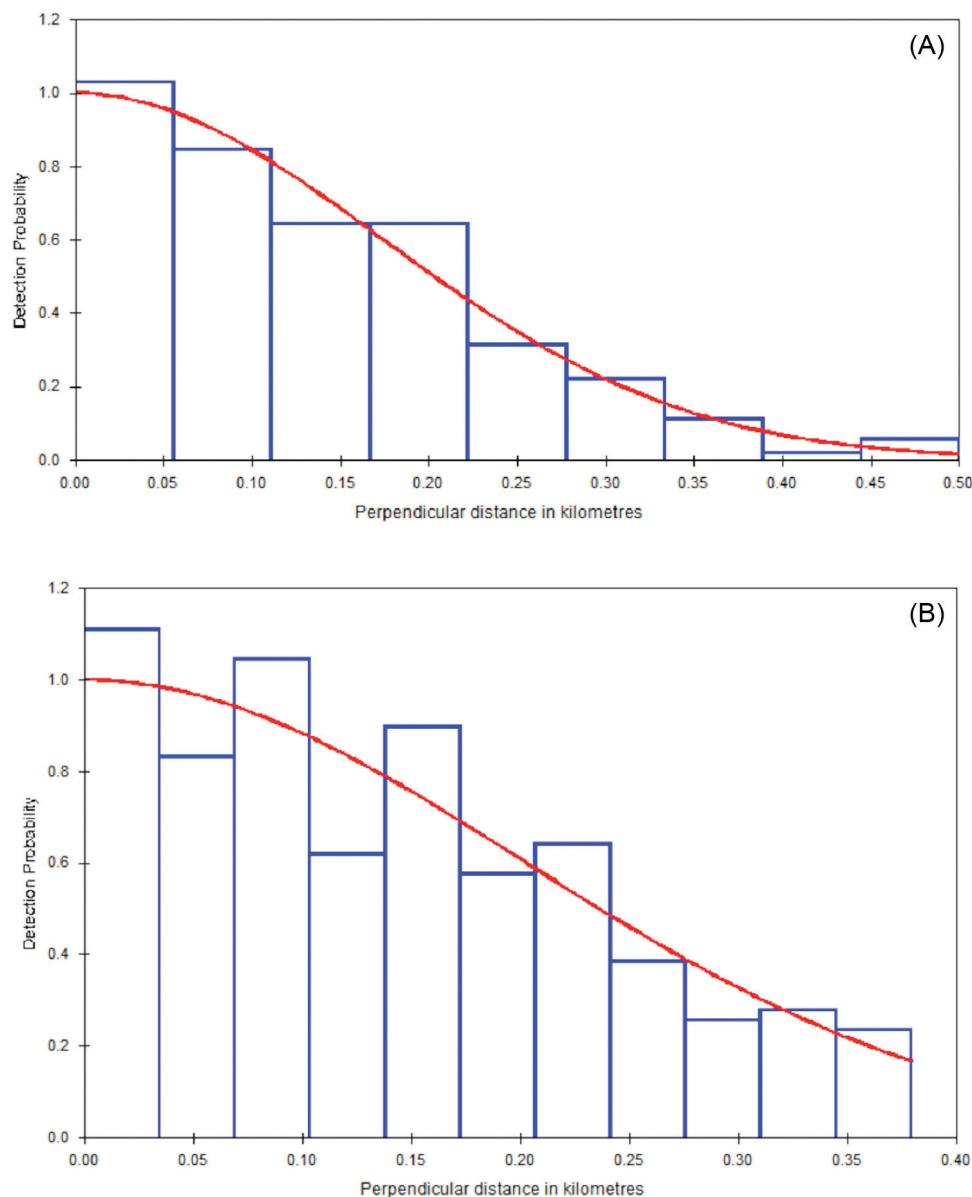 (A)
1.2
1.0
0.8
0.6
0.4
0.2
0.0
Detection Probability
0.00 0.05 0.10 0.15 0.20 0.25 0.30 0.35 0.40 0.45 0.50
Perpendicular distance in kilometres
(B)
1.2
1.0
0.8
0.6
0.4
0.2
0.0
Detection Probability
0.00 0.05 0.10 0.15 0.20 0.25 0.30 0.35 0.40
Perpendicular distance in kilometres